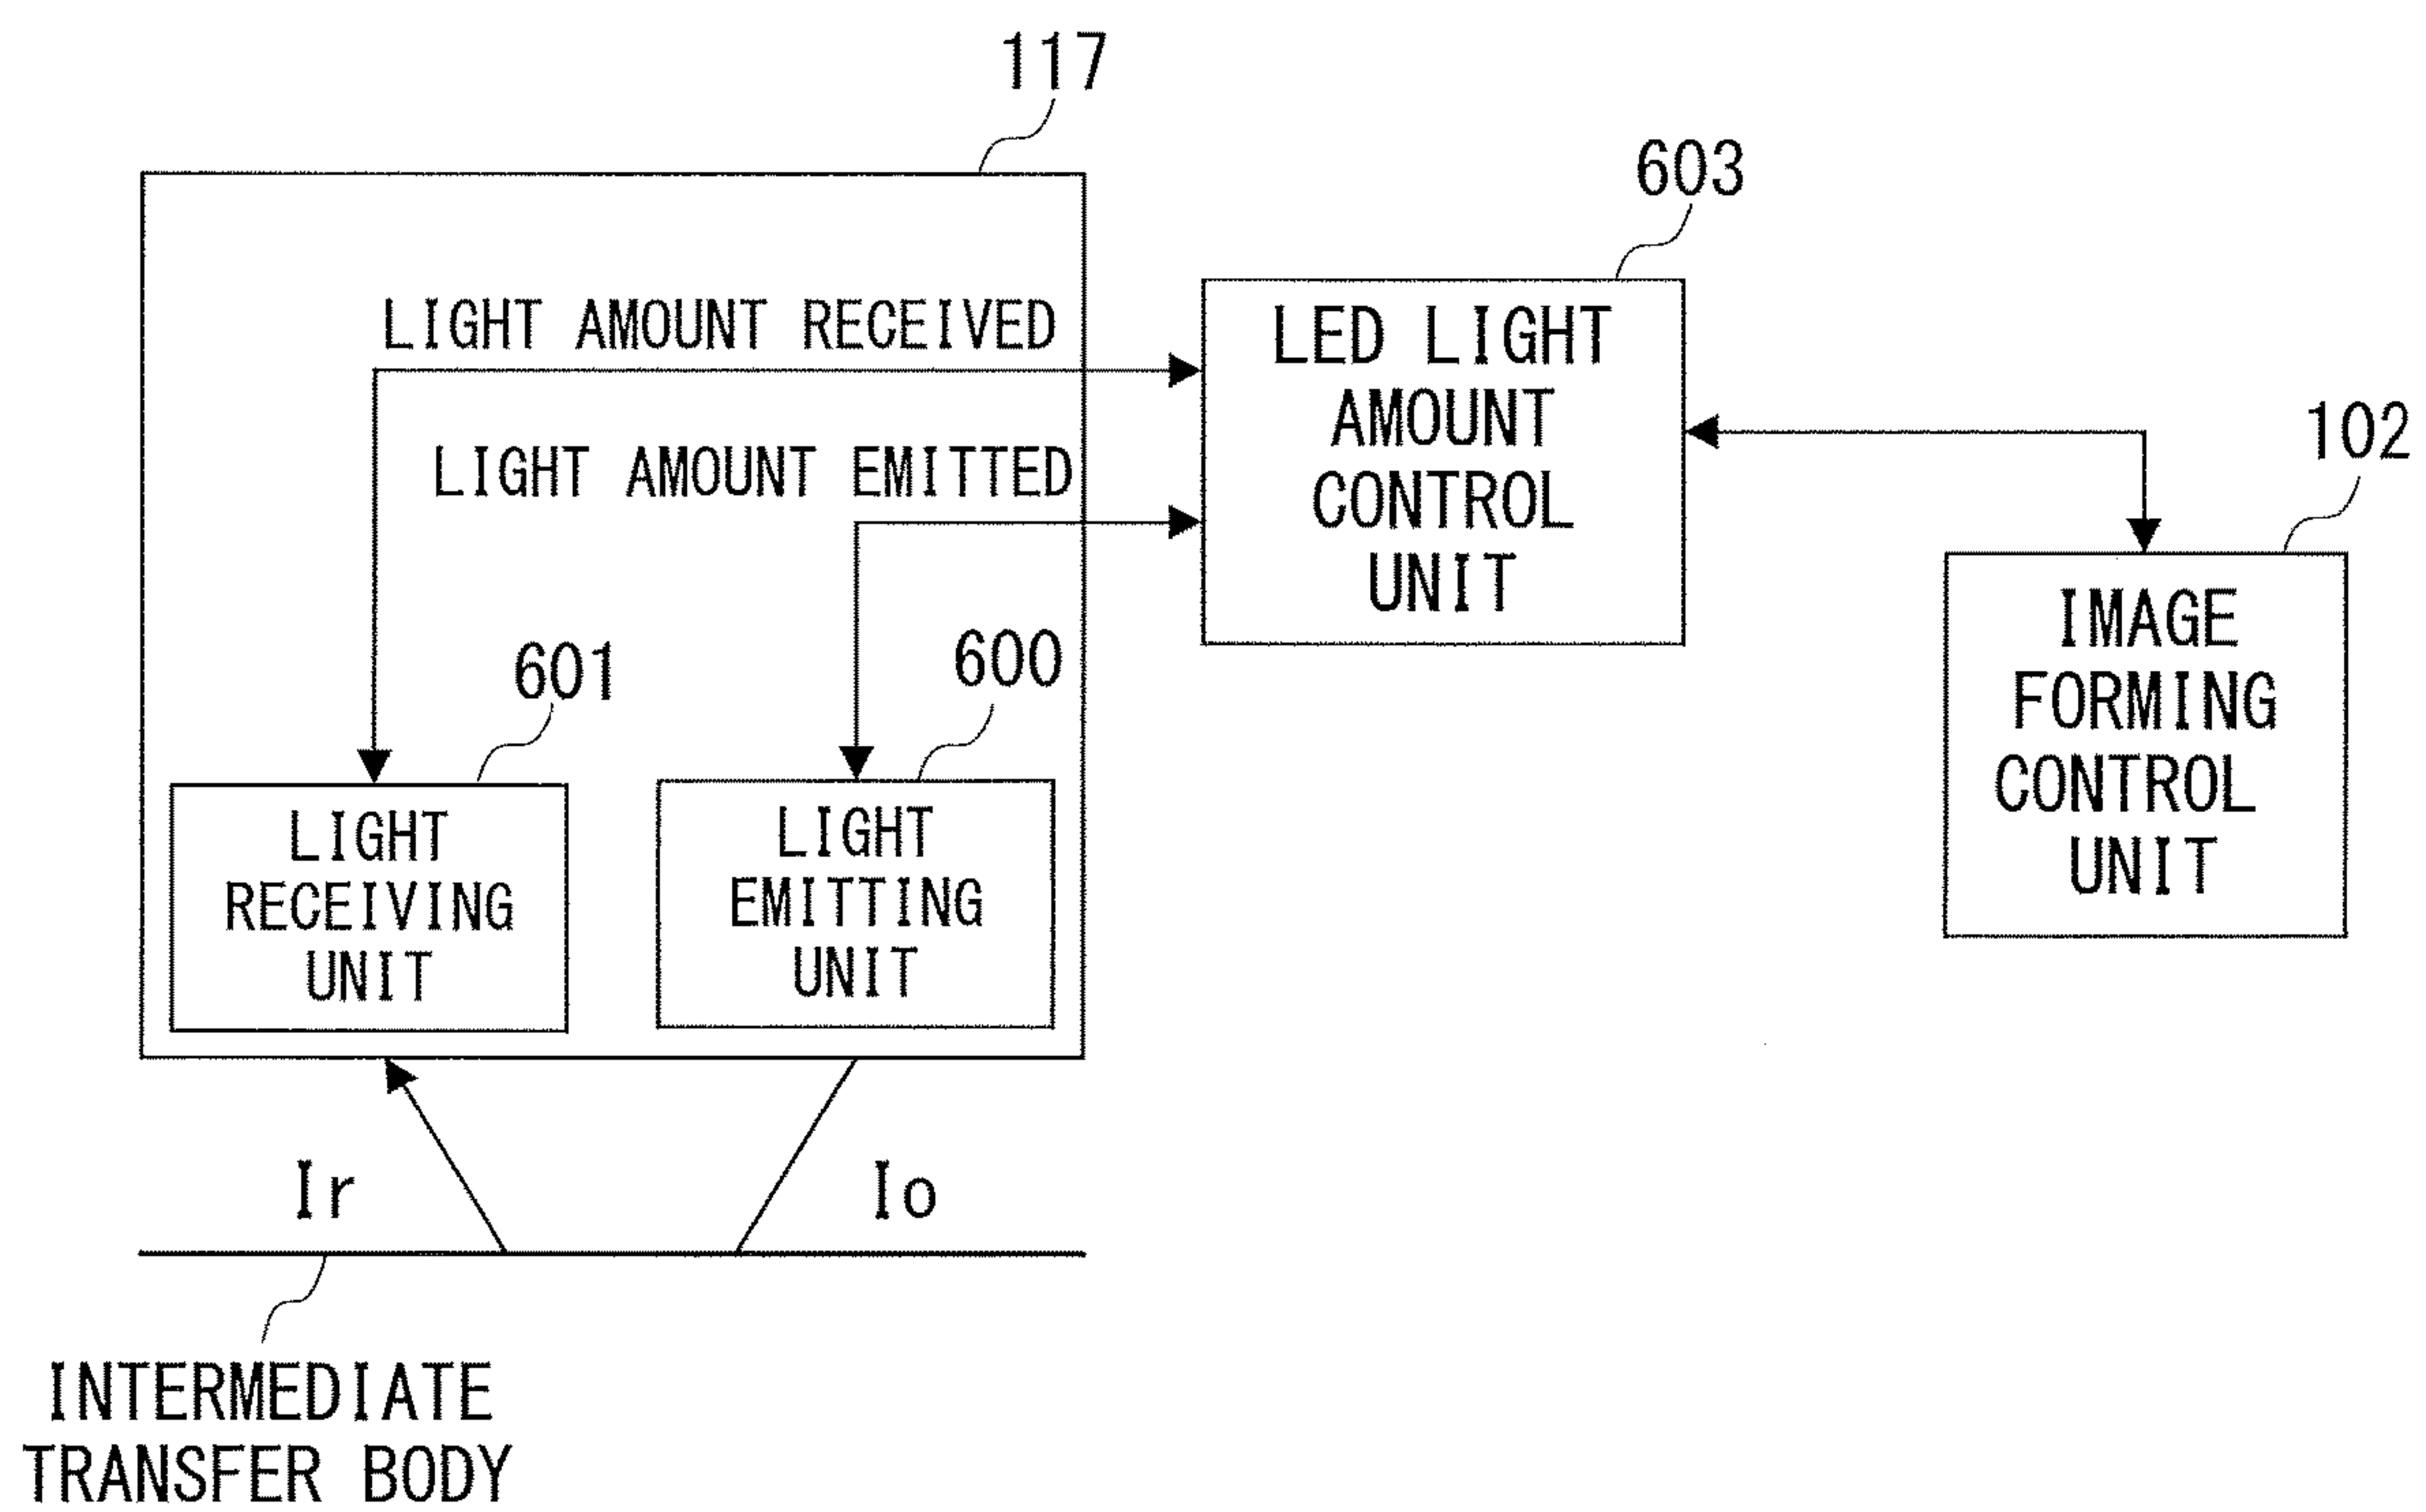 117
603
LIGHT AMOUNT RECEIVED
LED LIGHT
AMOUNT
CONTROL
UNIT
LIGHT AMOUNT EMITTED
102
IMAGE
FORMING
CONTROL
UNIT
601
600
LIGHT
RECEIVING
UNIT
LIGHT
EMITTING
UNIT
Ir
Io
INTERMEDIATE
TRANSFER BODY